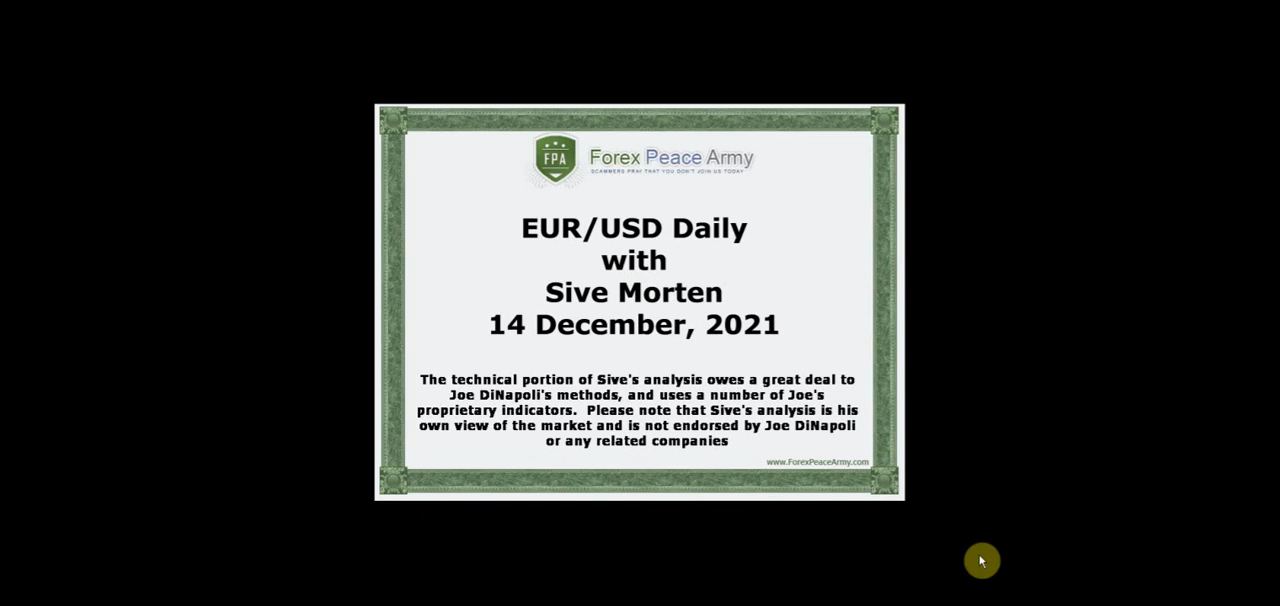 FPA
Forex Peace Army
SCAMMERS PRAY THAT YOU DON'T JOIN US TODAY
EUR/USD Daily
with
Sive Morten
14 December, 2021
The technical portion of Sive's analysis owes a great deal to
Joe DiNapoli's methods, and uses a number of Joe's
proprietary indicators.  Please note that Sive's analysis is his
own view of the market and is not endorsed by Joe DiNapoli
or any related companies
www.ForexPeaceArmy.com